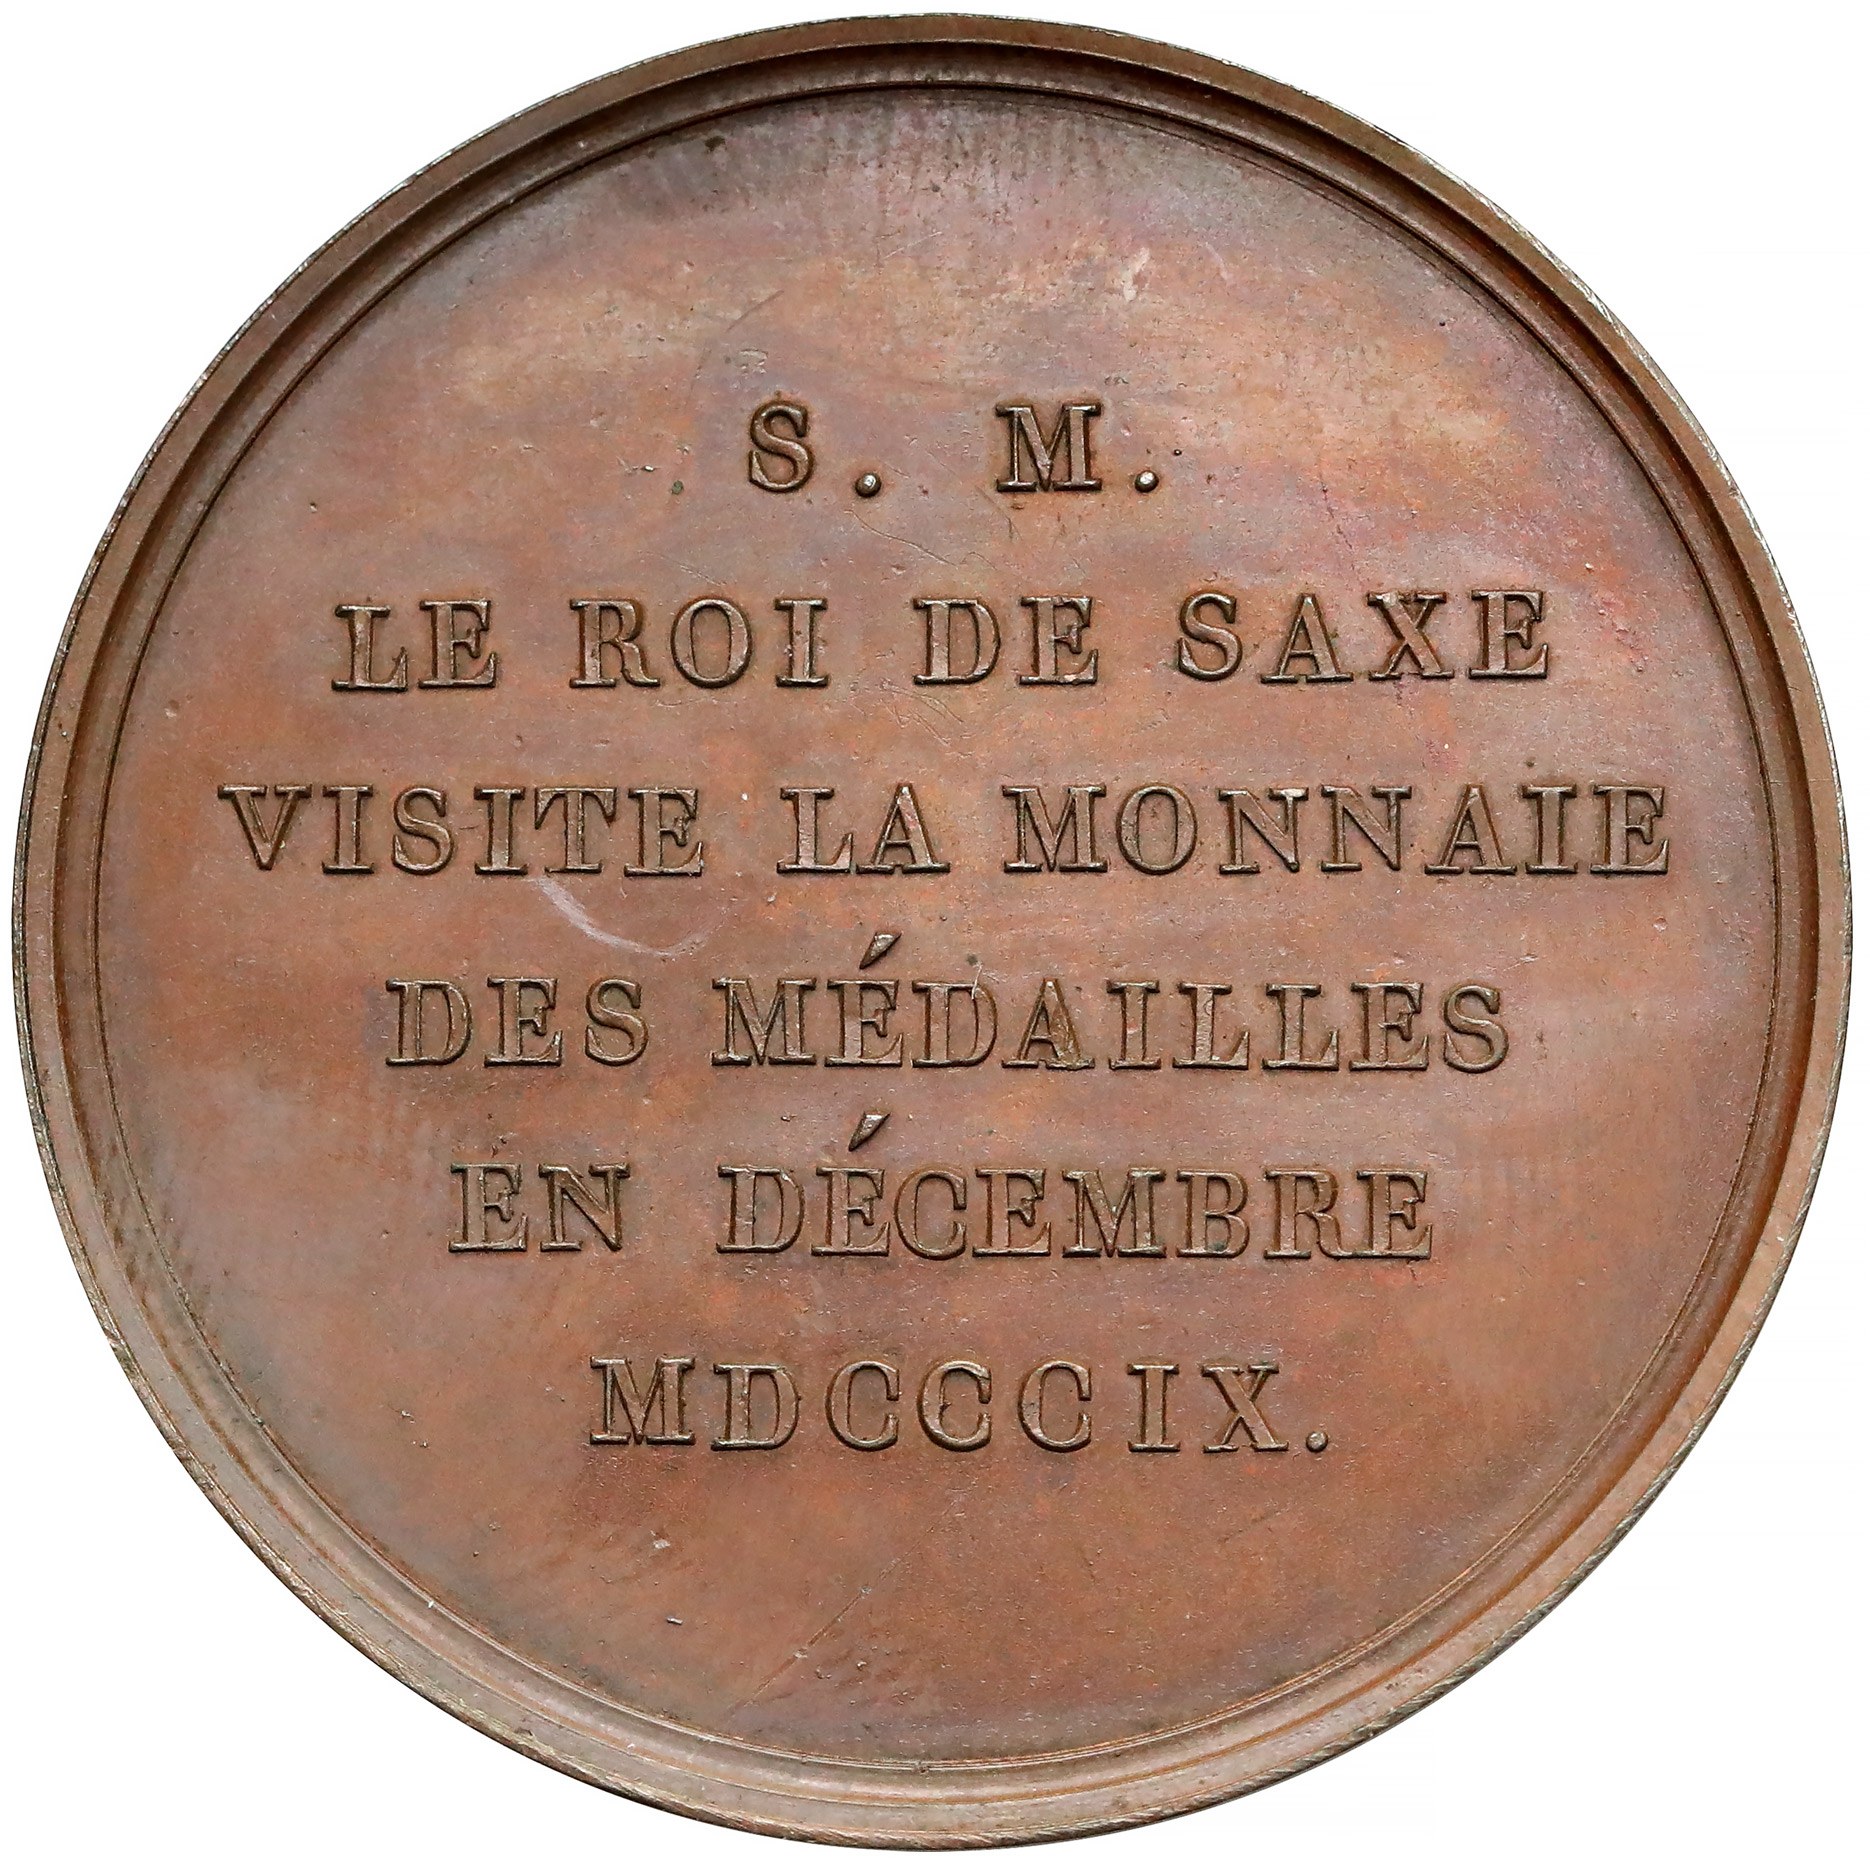 S. M.
LE ROI DE SAXE
VISITE LA MONNAIE
DES MÉDAILLES
EN DÉCEMBRE
MDCCCIX.